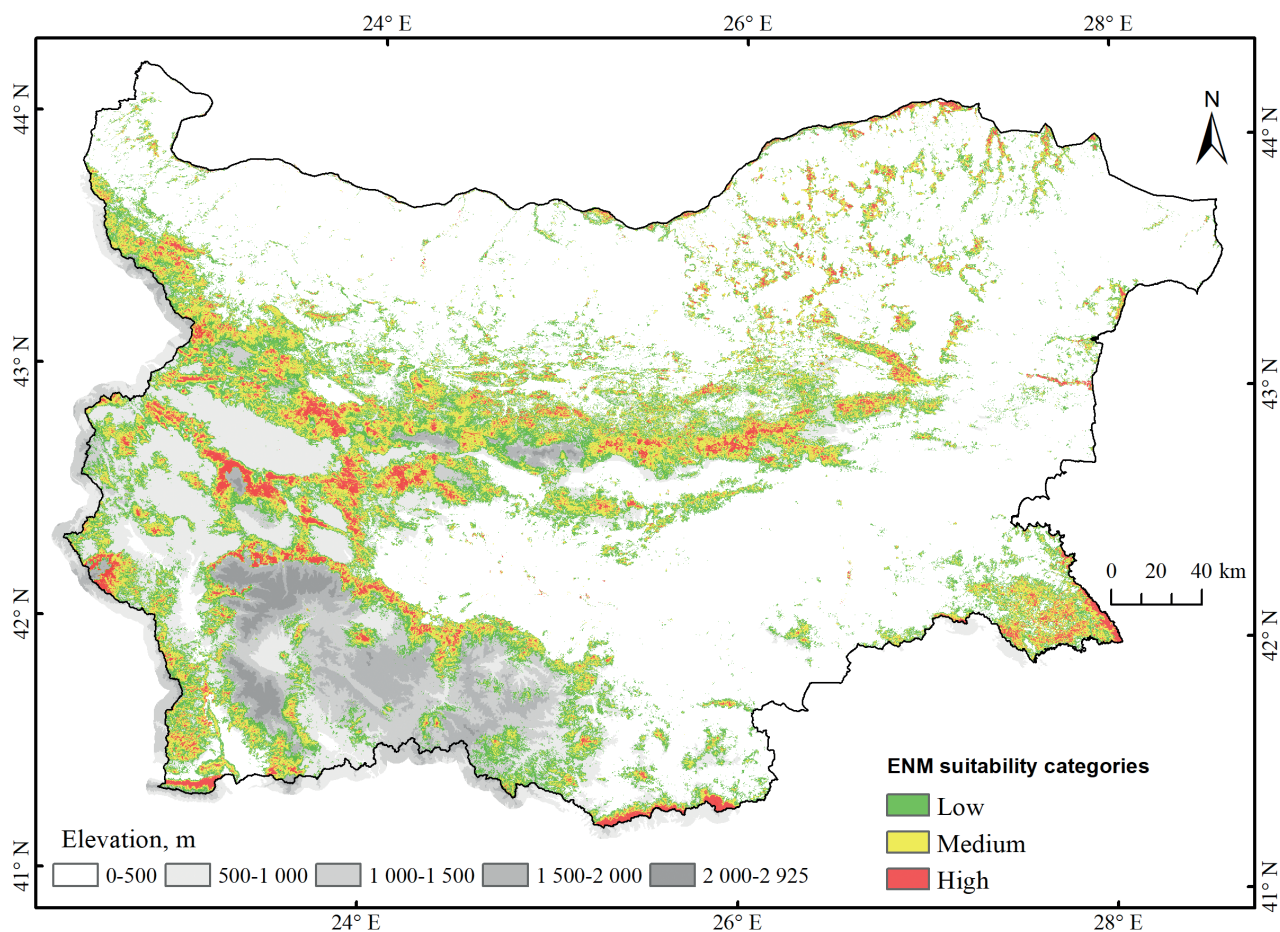 24° E 26° E 28° E
44° N
44° N
N
43° N
43° N
0 20 40 km
42° N
42° N
ENM suitability categories
Low
Medium
High
Elevation, m
0-500 500-1 000 1 000-1 500 1 500-2 000 2 000-2 925
41° N
41° N
24° E 26° E 28° E